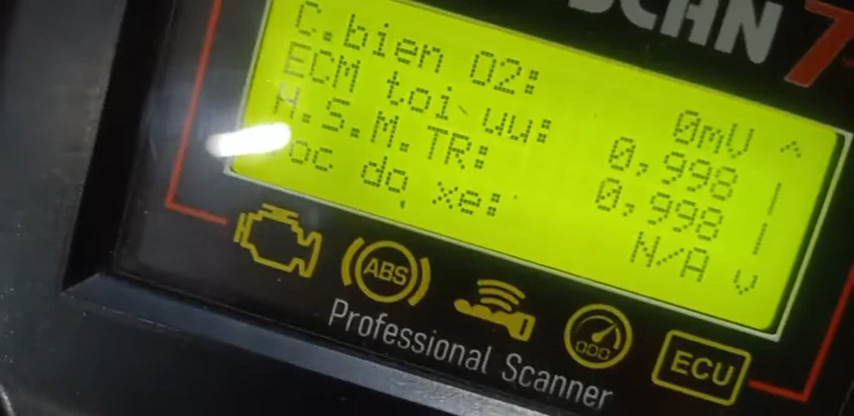 SCAN 7
C.bien O2: 0mV ^
ECM toi uu: 0,998 |
H.S.M.TR: 0,998 |
oc do xe: N/A v
ABS
ECU
Professional Scanner